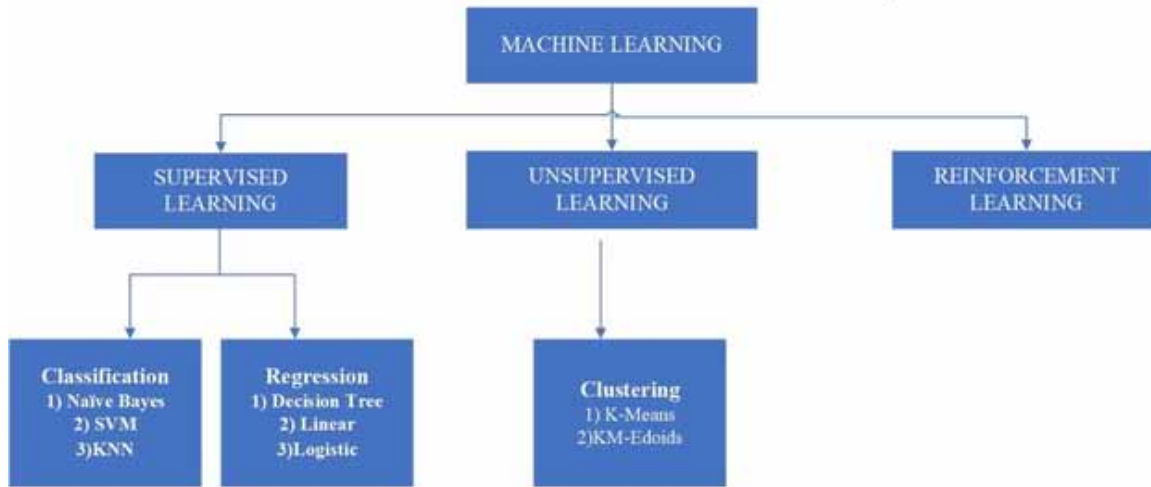 MACHINE LEARNING
SUPERVISED
LEARNING
UNSUPERVISED
LEARNING
REINFORCEMENT
LEARNING
Classification
1) Naïve Bayes
2) SVM
3)KNN
Regression
1) Decision Tree
2) Linear
3)Logistic
Clustering
1) K-Means
2)KM-Edoids